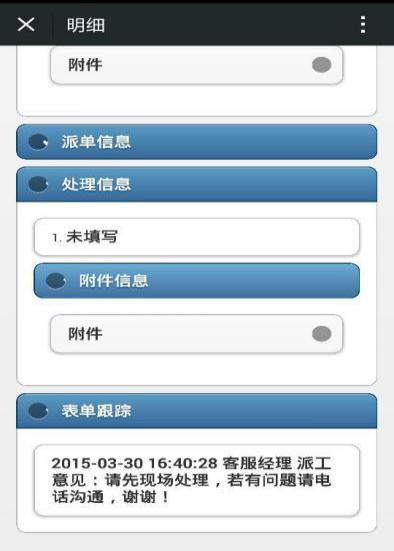 明细
附件
派单信息
处理信息
1. 未填写
附件信息
附件
表单跟踪
2015-03-30 16:40:28 客服经理 派工
意见：请先现场处理，若有问题请电
话沟通，谢谢！